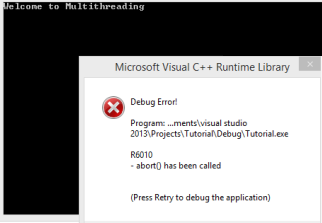 Welcome to Multithreading
Microsoft Visual C++ Runtime Library
Debug Error!
Program: ...ments\visual studio
2013\Projects\Tutorial\Debug\Tutorial.exe
R6010
- abort() has been called
(Press Retry to debug the application)